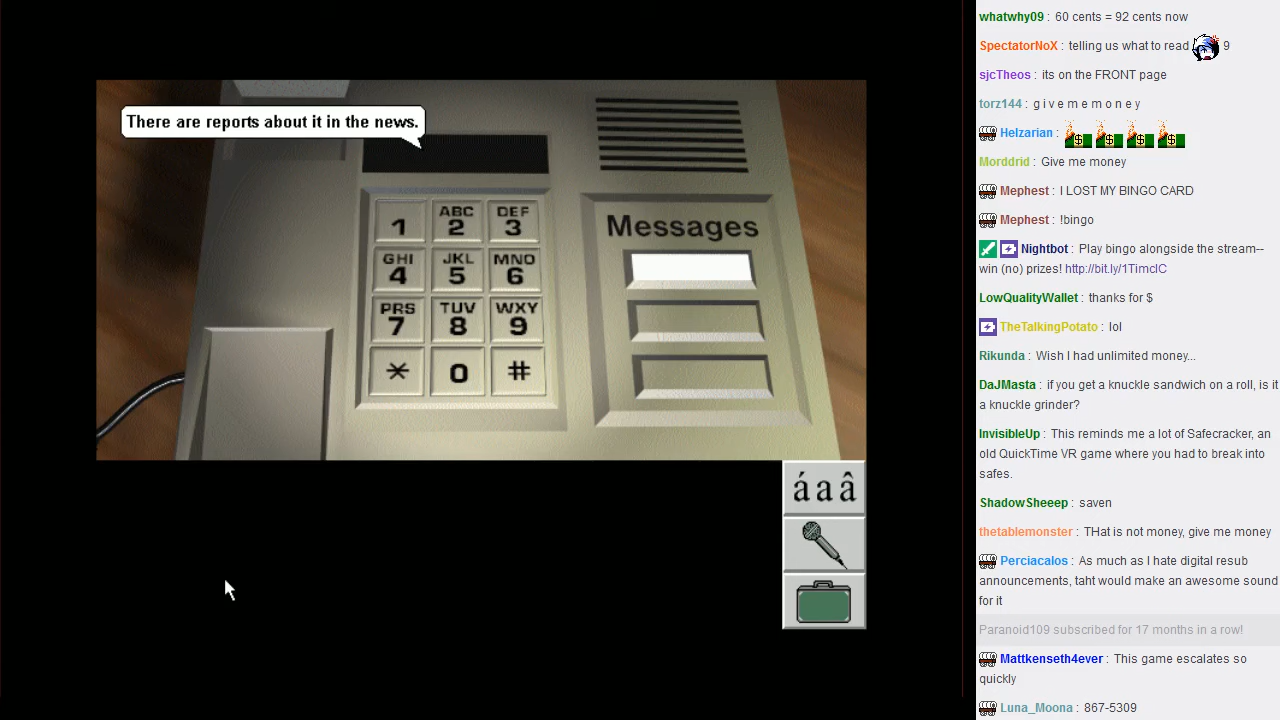 There are reports about it in the news.
1
ABC
2
DEF
3
GHI
4
JKL
5
MNO
6
PRS
7
TUV
8
WXY
9
*
0
#
Messages
á a â
whatwhy09 : 60 cents = 92 cents now
SpectatorNoX : telling us what to read 9
sjcTheos : its on the FRONT page
torz144 : g i v e m e m o n e y
Helzarian :
Morddrid : Give me money
Mephest : I LOST MY BINGO CARD
Mephest : !bingo
Nightbot : Play bingo alongside the stream--
win (no) prizes! http://bit.ly/1TimclC
LowQualityWallet : thanks for $
TheTalkingPotato : lol
Rikunda : Wish I had unlimited money...
DaJMasta : if you get a knuckle sandwich on a roll, is it
a knuckle grinder?
InvisibleUp : This reminds me a lot of Safecracker, an
old QuickTime VR game where you had to break into
safes.
ShadowSheeep : saven
thetablemonster : THat is not money, give me money
Perciacalos : As much as I hate digital resub
announcements, taht would make an awesome sound
for it
Paranoid109 subscribed for 17 months in a row!
Mattkenseth4ever : This game escalates so
quickly
Luna_Moona : 867-5309